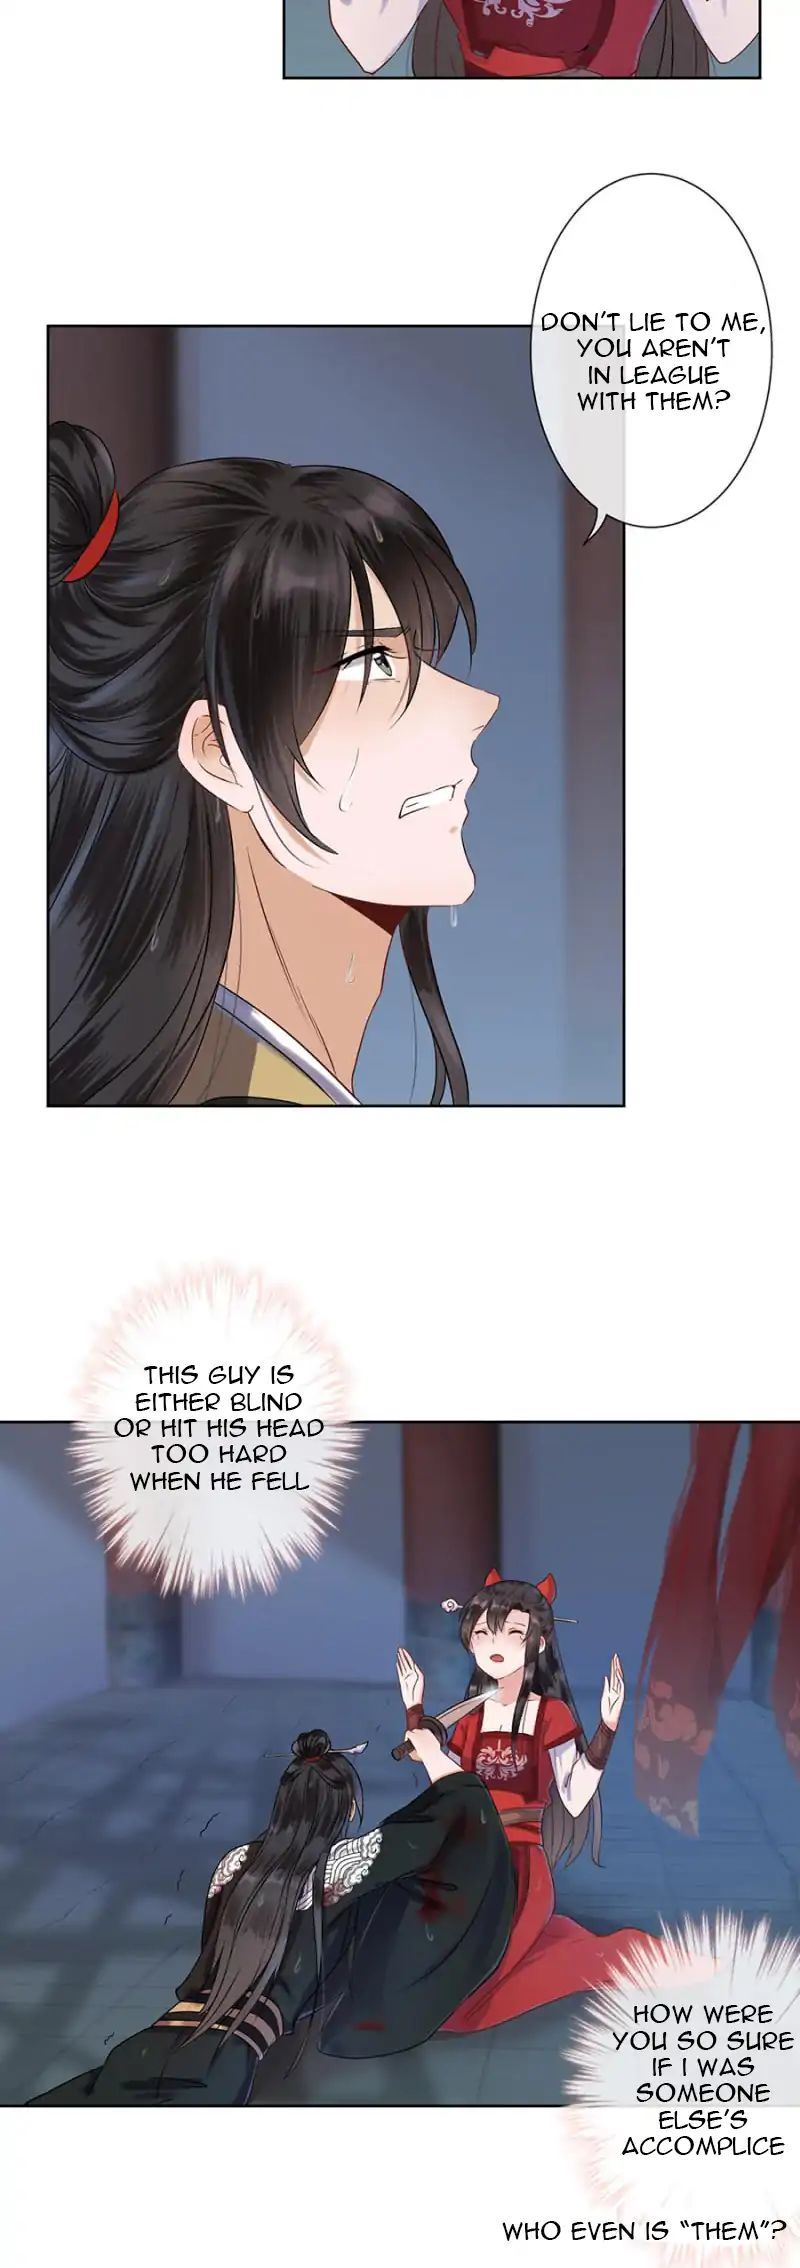 DON'T LIE TO ME,
YOU AREN'T
IN LEAGUE
WITH THEM?
THIS GUY IS
EITHER BLIND
OR HIT HIS HEAD
TOO HARD
WHEN HE FELL
HOW WERE
YOU SO SURE
IF I WAS
SOMEONE
ELSE'S
ACCOMPLICE
WHO EVEN IS "THEM"?